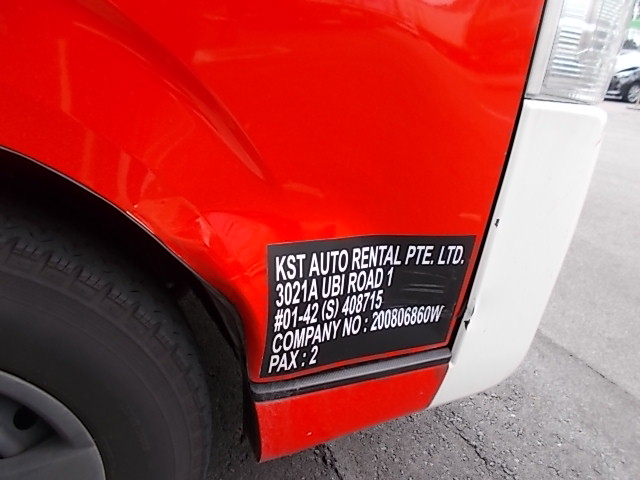 KST AUTO RENTAL PTE. LTD.
3021A UBI ROAD 1
#01-42 (S) 408715
COMPANY NO : 200806860W
PAX : 2